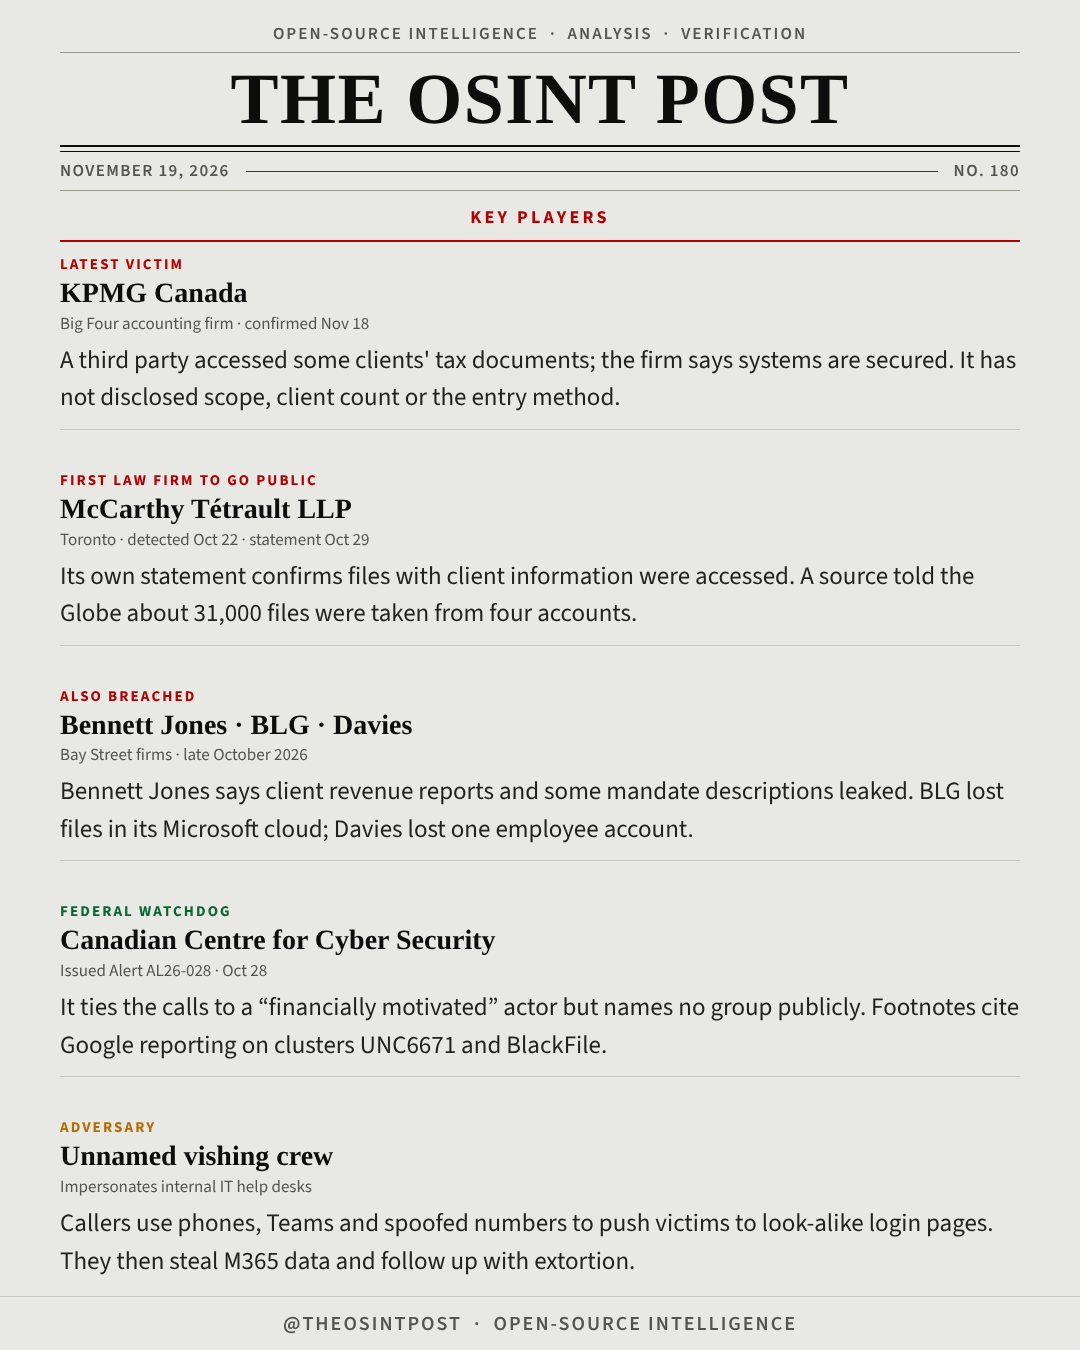 OPEN-SOURCE INTELLIGENCE · ANALYSIS · VERIFICATION
THE OSINT POST
NOVEMBER 19, 2026 NO. 180
KEY PLAYERS
LATEST VICTIM
KPMG Canada
Big Four accounting firm · confirmed Nov 18
A third party accessed some clients' tax documents; the firm says systems are secured. It has
not disclosed scope, client count or the entry method.
FIRST LAW FIRM TO GO PUBLIC
McCarthy Tétrault LLP
Toronto · detected Oct 22 · statement Oct 29
Its own statement confirms files with client information were accessed. A source told the
Globe about 31,000 files were taken from four accounts.
ALSO BREACHED
Bennett Jones · BLG · Davies
Bay Street firms · late October 2026
Bennett Jones says client revenue reports and some mandate descriptions leaked. BLG lost
files in its Microsoft cloud; Davies lost one employee account.
FEDERAL WATCHDOG
Canadian Centre for Cyber Security
Issued Alert AL26-028 · Oct 28
It ties the calls to a “financially motivated” actor but names no group publicly. Footnotes cite
Google reporting on clusters UNC6671 and BlackFile.
ADVERSARY
Unnamed vishing crew
Impersonates internal IT help desks
Callers use phones, Teams and spoofed numbers to push victims to look-alike login pages.
They then steal M365 data and follow up with extortion.
@THEOSINTPOST · OPEN-SOURCE INTELLIGENCE